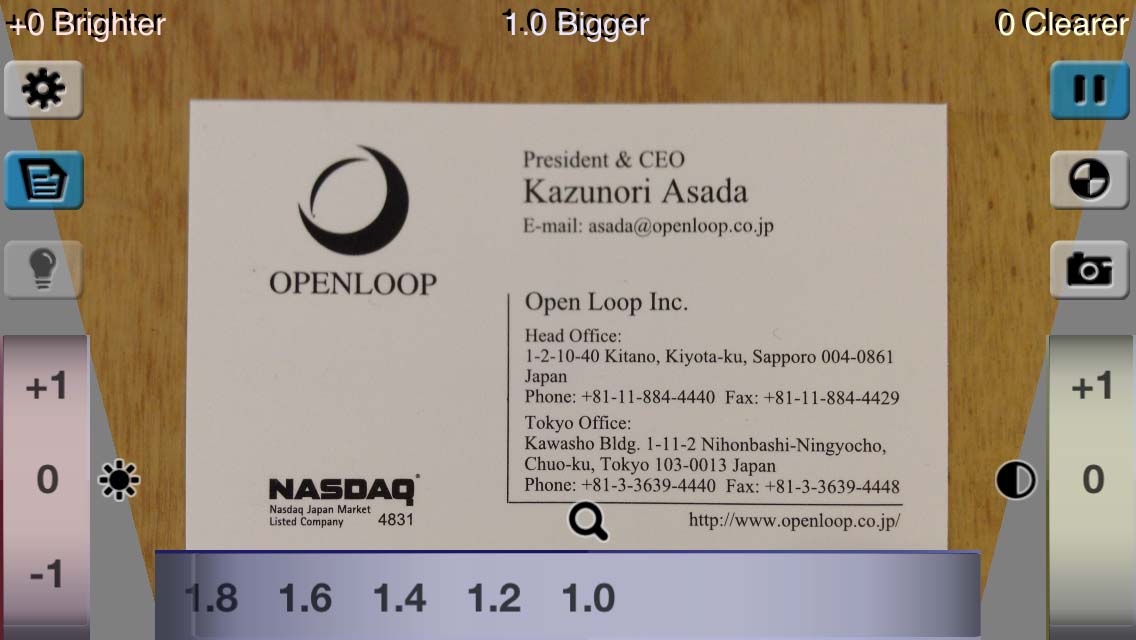 +0 Brighter
1.0 Bigger
0 Clearer
President & CEO
Kazunori Asada
E-mail: asada@openloop.co.jp
OPENLOOP
Open Loop Inc.
Head Office:
1-2-10-40 Kitano, Kiyota-ku, Sapporo 004-0861
Japan
Phone: +81-11-884-4440 Fax: +81-11-884-4429
Tokyo Office:
Kawasho Bldg. 1-11-2 Nihonbashi-Ningyocho,
Chuo-ku, Tokyo 103-0013 Japan
Phone: +81-3-3639-4440 Fax: +81-3-3639-4448
http://www.openloop.co.jp/
NASDAQ
Nasdaq Japan Market
Listed Company 4831
+1
0
-1
1.8 1.6 1.4 1.2 1.0
+1
0